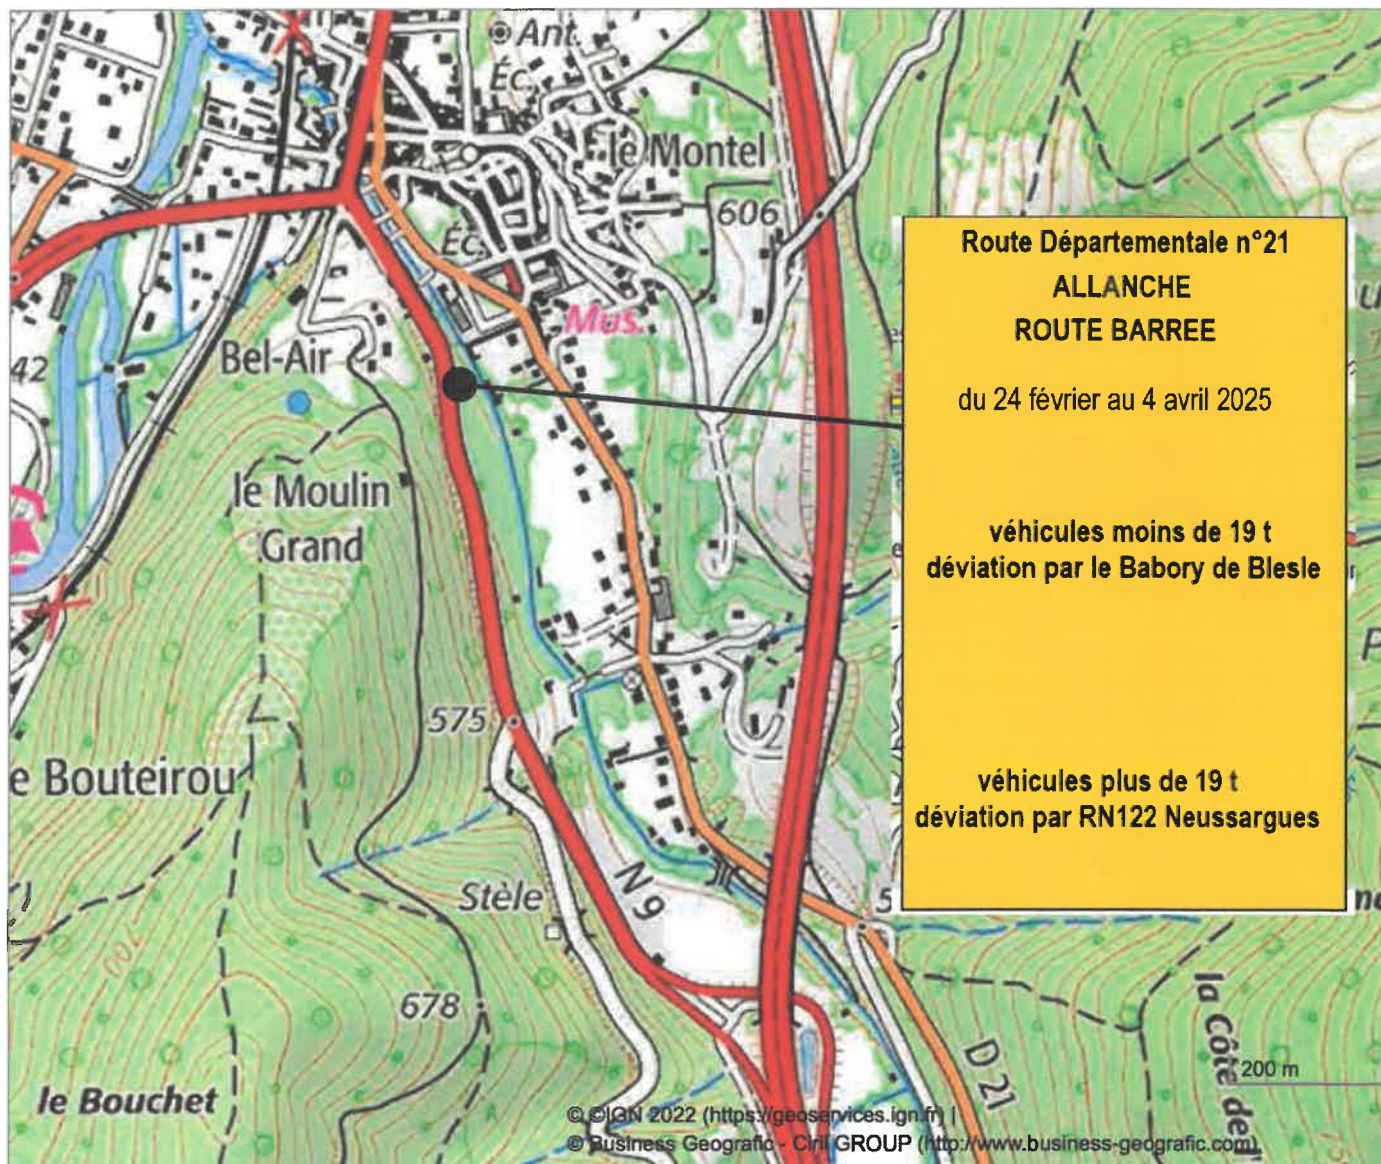 Ant.
Éc.
le Montel
606
Éc.
Mus.
Bel-Air
42
le Moulin
Grand
575
e Bouteirou
Stèle
N 9
700
678
le Bouchet
D 21
la Côte de
200 m
Route Départementale n°21
ALLANCHE
ROUTE BARREE
du 24 février au 4 avril 2025
véhicules moins de 19 t
déviation par le Babory de Blesle
véhicules plus de 19 t
déviation par RN122 Neussargues
© ©IGN 2022 (https://geoservices.ign.fr) |
© Business Geografic - Ciril GROUP (http://www.business-geografic.com)